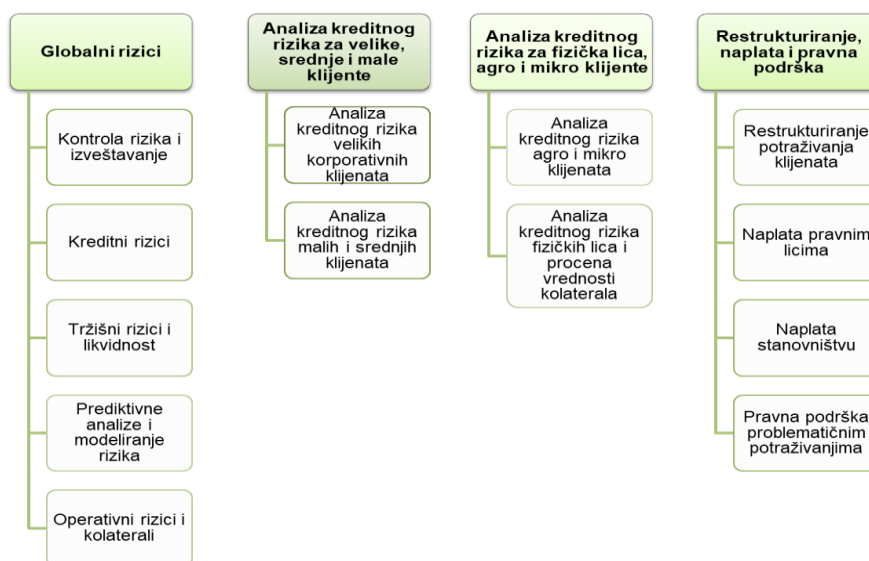 Globalni rizici
Kontrola rizika i
izveštavanje
Kreditni rizici
Tržišni rizici i
likvidnost
Prediktivne
analize i
modeliranje
rizika
Operativni rizici i
kolaterali
Analiza kreditnog
rizika za velike,
srednje i male
klijente
Analiza
kreditnog rizika
velikih
korporativnih
klijenata
Analiza
kreditnog rizika
malih i srednjih
klijenata
Analiza kreditnog
rizika za fizička lica,
agro i mikro klijente
Analiza
kreditnog rizika
agro i mikro
klijenata
Analiza
kreditnog rizika
fizičkih lica i
procena
vrednosti
kolaterala
Restrukturiranje,
naplata i pravna
podrška
Restrukturiranje
potraživanja
klijenata
Naplata pravnim
licima
Naplata
stanovništvu
Pravna podrška
problematičnim
potraživanjima